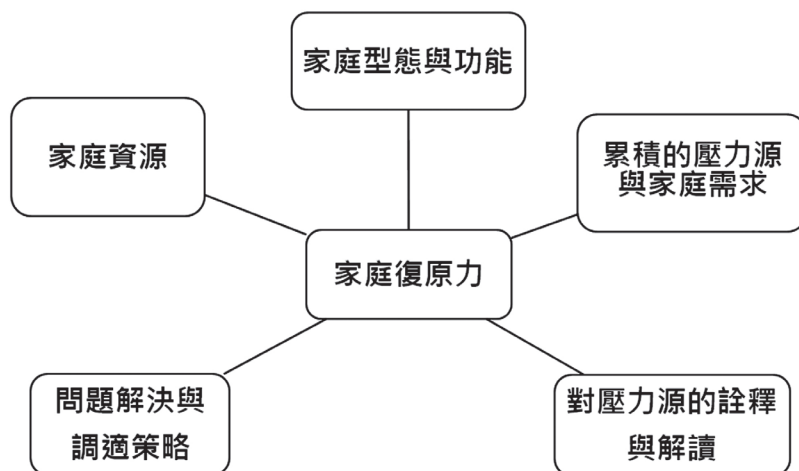 家庭型態與功能
家庭資源
累積的壓力源
與家庭需求
家庭復原力
問題解決與
調適策略
對壓力源的詮釋
與解讀